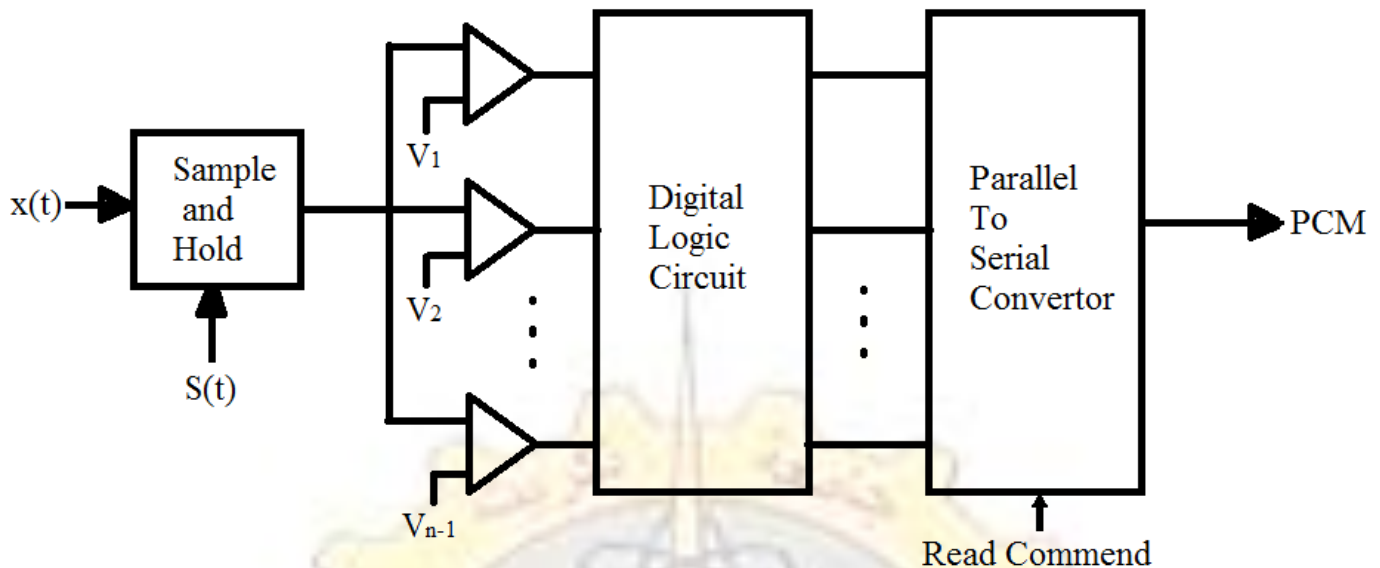 x(t)
Sample
and
Hold
S(t)
V1
V2
Vn-1
Digital
Logic
Circuit
Parallel
To
Serial
Convertor
PCM
Read Commend